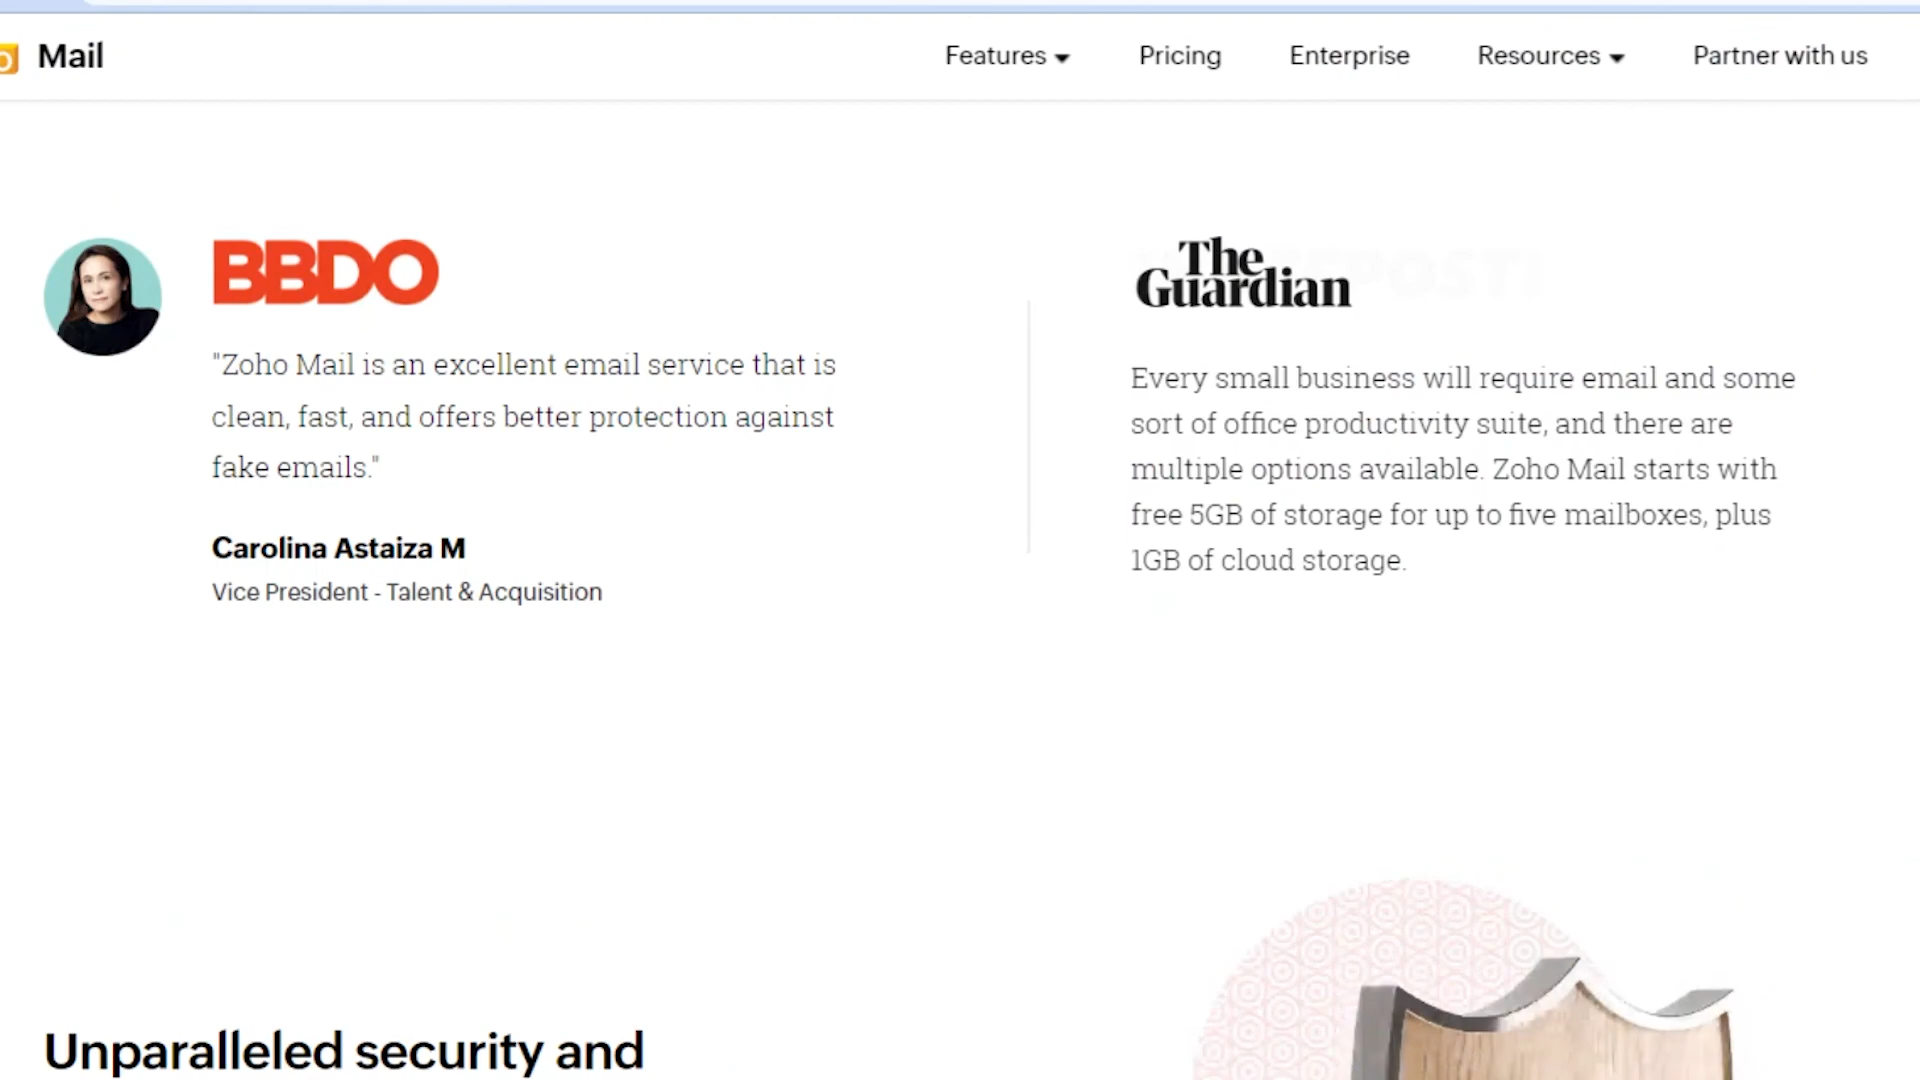 Mail
Features
Pricing
Enterprise
Resources
Partner with us
BBDO
"Zoho Mail is an excellent email service that is
clean, fast, and offers better protection against
fake emails."
Carolina Astaiza M
Vice President - Talent & Acquisition
The
Guardian
Every small business will require email and some
sort of office productivity suite, and there are
multiple options available. Zoho Mail starts with
free 5GB of storage for up to five mailboxes, plus
1GB of cloud storage.
Unparalleled security and